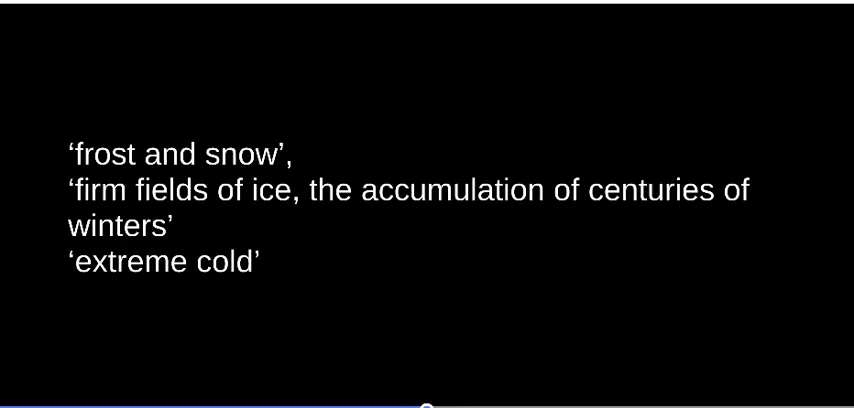 ‘frost and snow’,
‘firm fields of ice, the accumulation of centuries of
winters’
‘extreme cold’